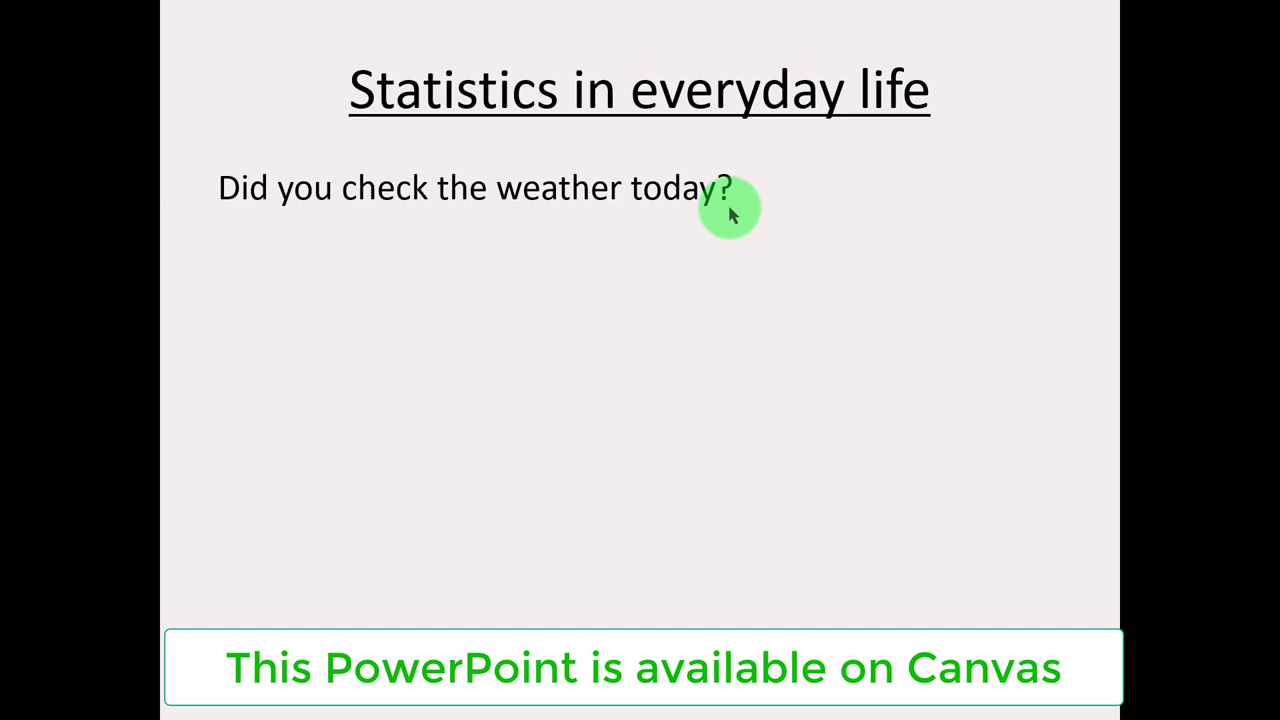 Statistics in everyday life
Did you check the weather today?
This PowerPoint is available on Canvas